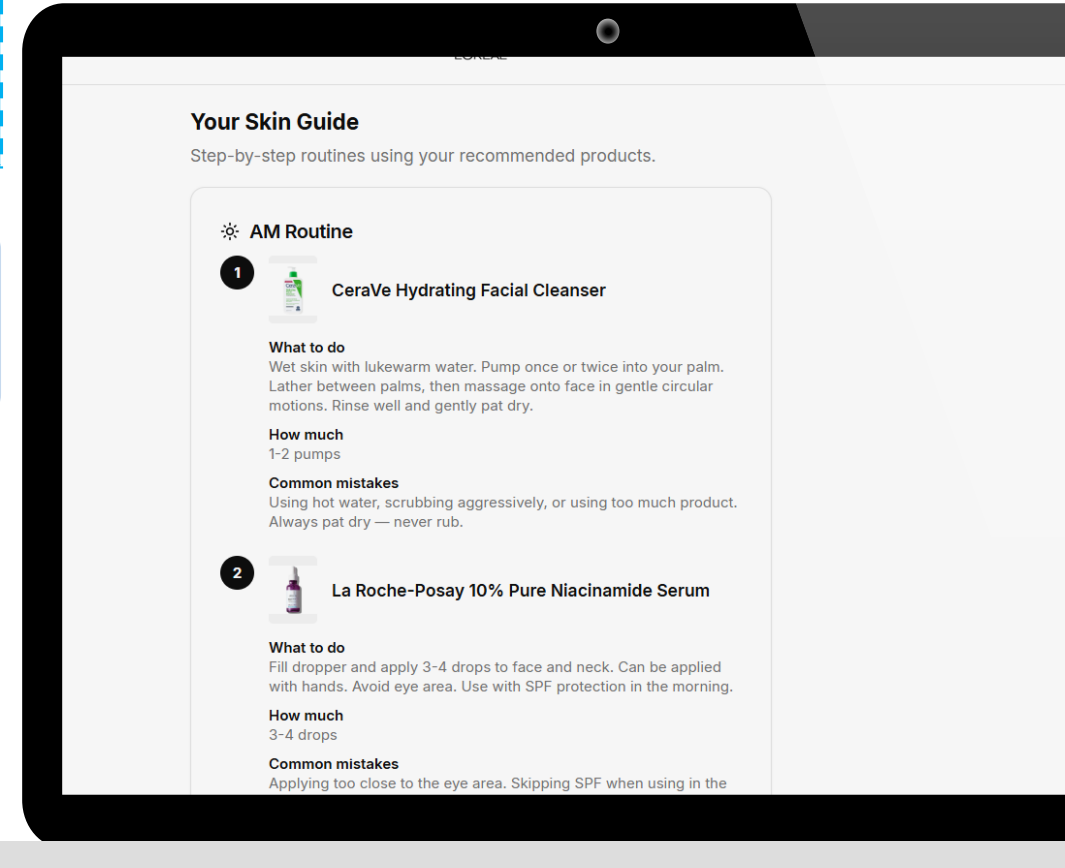 Your Skin Guide
Step-by-step routines using your recommended products.
AM Routine
1
CeraVe Hydrating Facial Cleanser
What to do
Wet skin with lukewarm water. Pump once or twice into your palm.
Lather between palms, then massage onto face in gentle circular
motions. Rinse well and gently pat dry.
How much
1-2 pumps
Common mistakes
Using hot water, scrubbing aggressively, or using too much product.
Always pat dry — never rub.
2
La Roche-Posay 10% Pure Niacinamide Serum
What to do
Fill dropper and apply 3-4 drops to face and neck. Can be applied
with hands. Avoid eye area. Use with SPF protection in the morning.
How much
3-4 drops
Common mistakes
Applying too close to the eye area. Skipping SPF when using in the